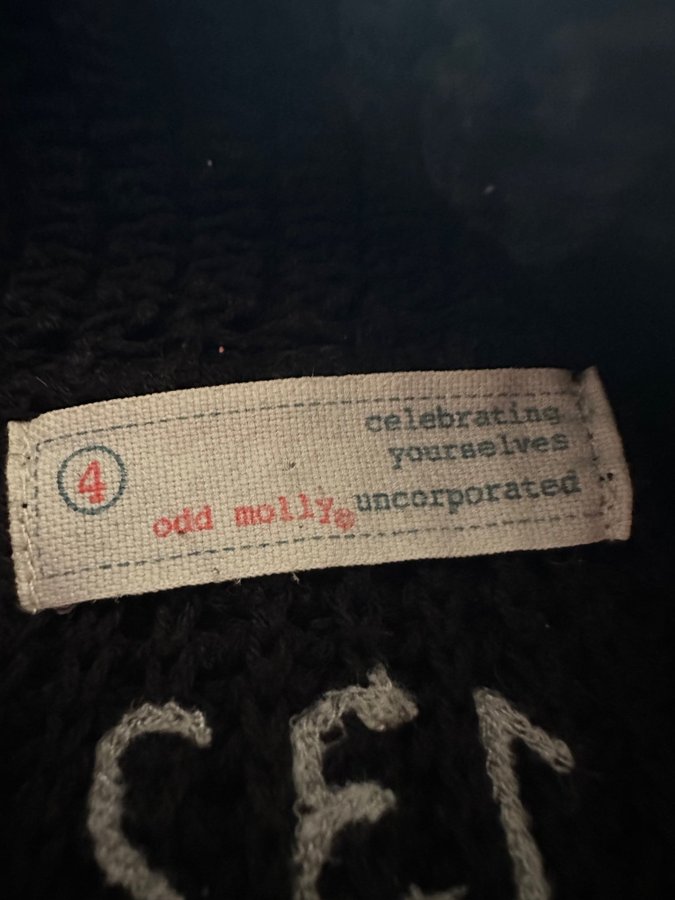 4
celebrating
yourselves
odd molly® uncorporated